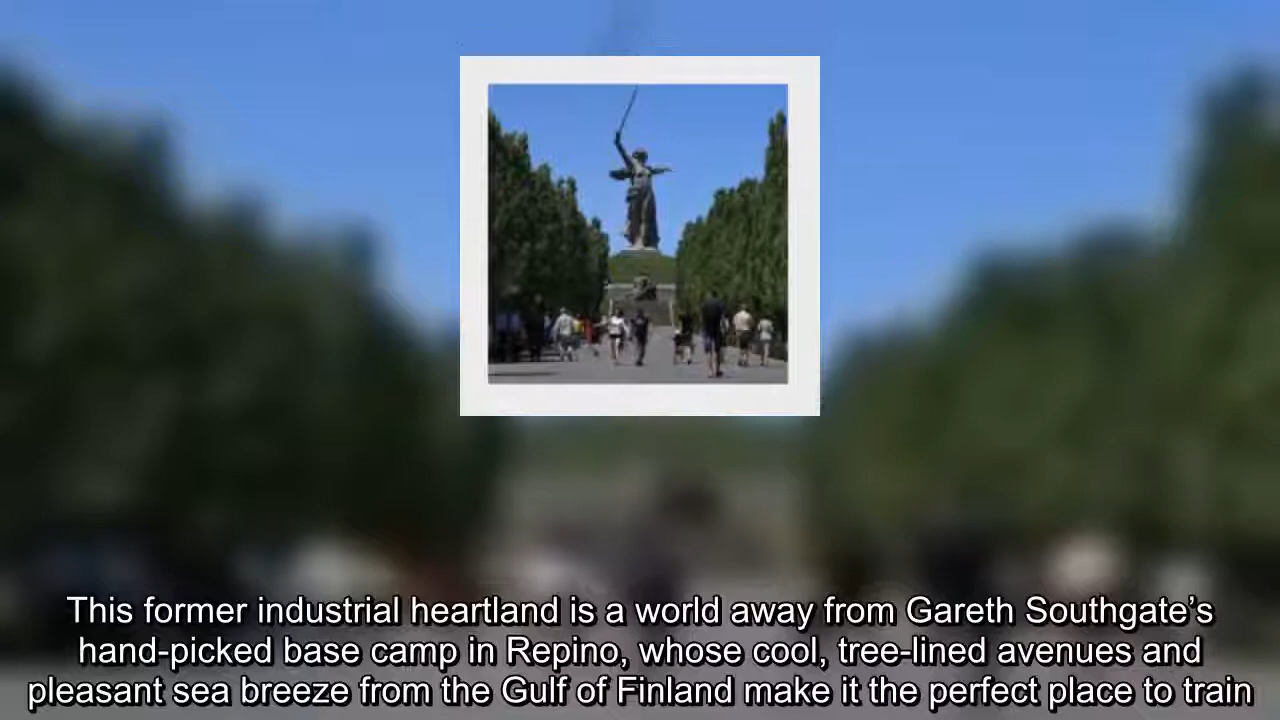 This former industrial heartland is a world away from Gareth Southgate’s
hand-picked base camp in Repino, whose cool, tree-lined avenues and
pleasant sea breeze from the Gulf of Finland make it the perfect place to train